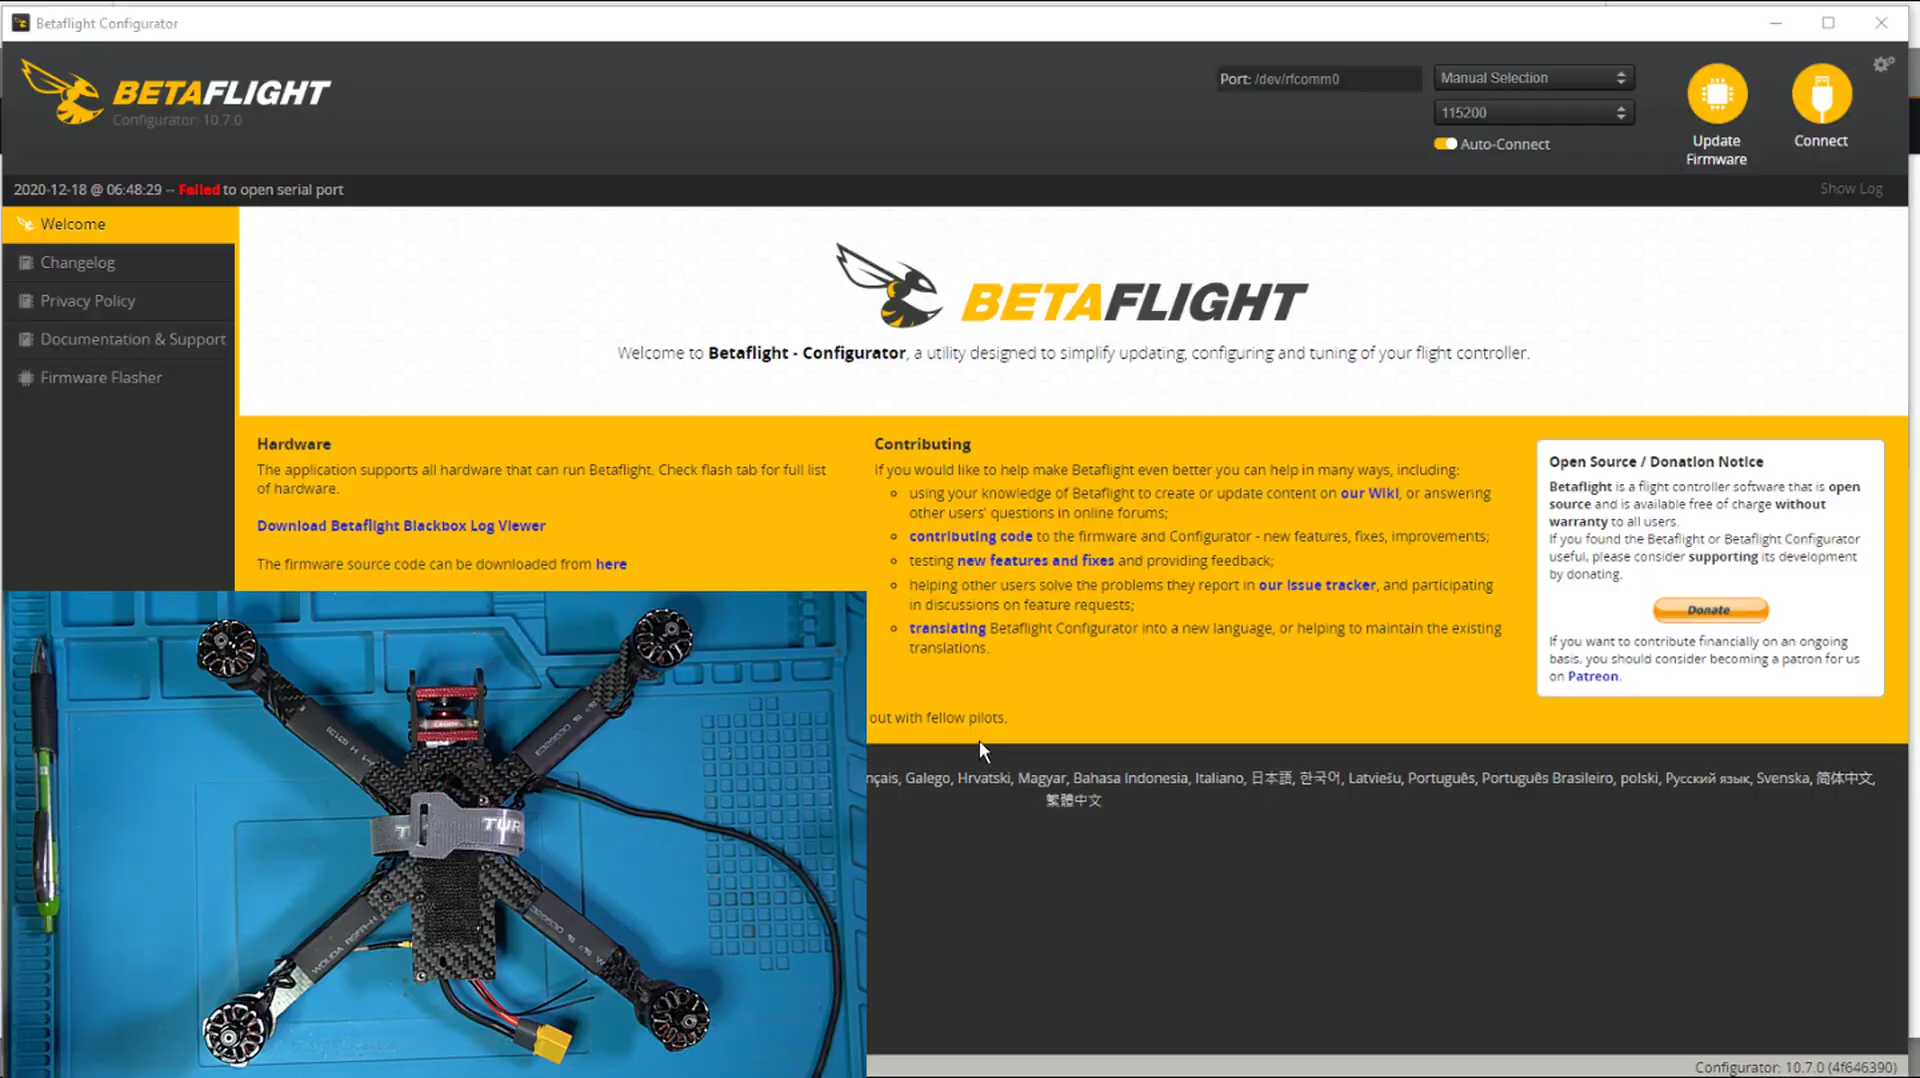 Betaflight Configurator
BETAFLIGHT
Configurator: 10.7.0
Port: /dev/rfcomm0
Manual Selection
115200
Auto-Connect
Update
Firmware
Connect
2020-12-18 @ 06:48:29 -- Failed to open serial port
Show Log
Welcome
Changelog
Privacy Policy
Documentation & Support
Firmware Flasher
BETAFLIGHT
Welcome to Betaflight - Configurator, a utility designed to simplify updating, configuring and tuning of your flight controller.
Hardware
The application supports all hardware that can run Betaflight. Check flash tab for full list
of hardware.
Download Betaflight Blackbox Log Viewer
The firmware source code can be downloaded from here
Contributing
If you would like to help make Betaflight even better you can help in many ways, including:
using your knowledge of Betaflight to create or update content on our Wiki, or answering
other users' questions in online forums;
contributing code to the firmware and Configurator - new features, fixes, improvements;
testing new features and fixes and providing feedback;
helping other users solve the problems they report in our issue tracker, and participating
in discussions on feature requests;
translating Betaflight Configurator into a new language, or helping to maintain the existing
translations.
out with fellow pilots.
Open Source / Donation Notice
Betaflight is a flight controller software that is open
source and is available free of charge without
warranty to all users.
If you found the Betaflight or Betaflight Configurator
useful, please consider supporting its development
by donating.
Donate
If you want to contribute financially on an ongoing
basis, you should consider becoming a patron for us
on Patreon.
nçais, Galego, Hrvatski, Magyar, Bahasa Indonesia, Italiano, 日本語, 한국어, Latviešu, Português, Português Brasileiro, polski, Русский язык, Svenska, 简体中文,
繁體中文
TUR
Configurator: 10.7.0 (4f646390)